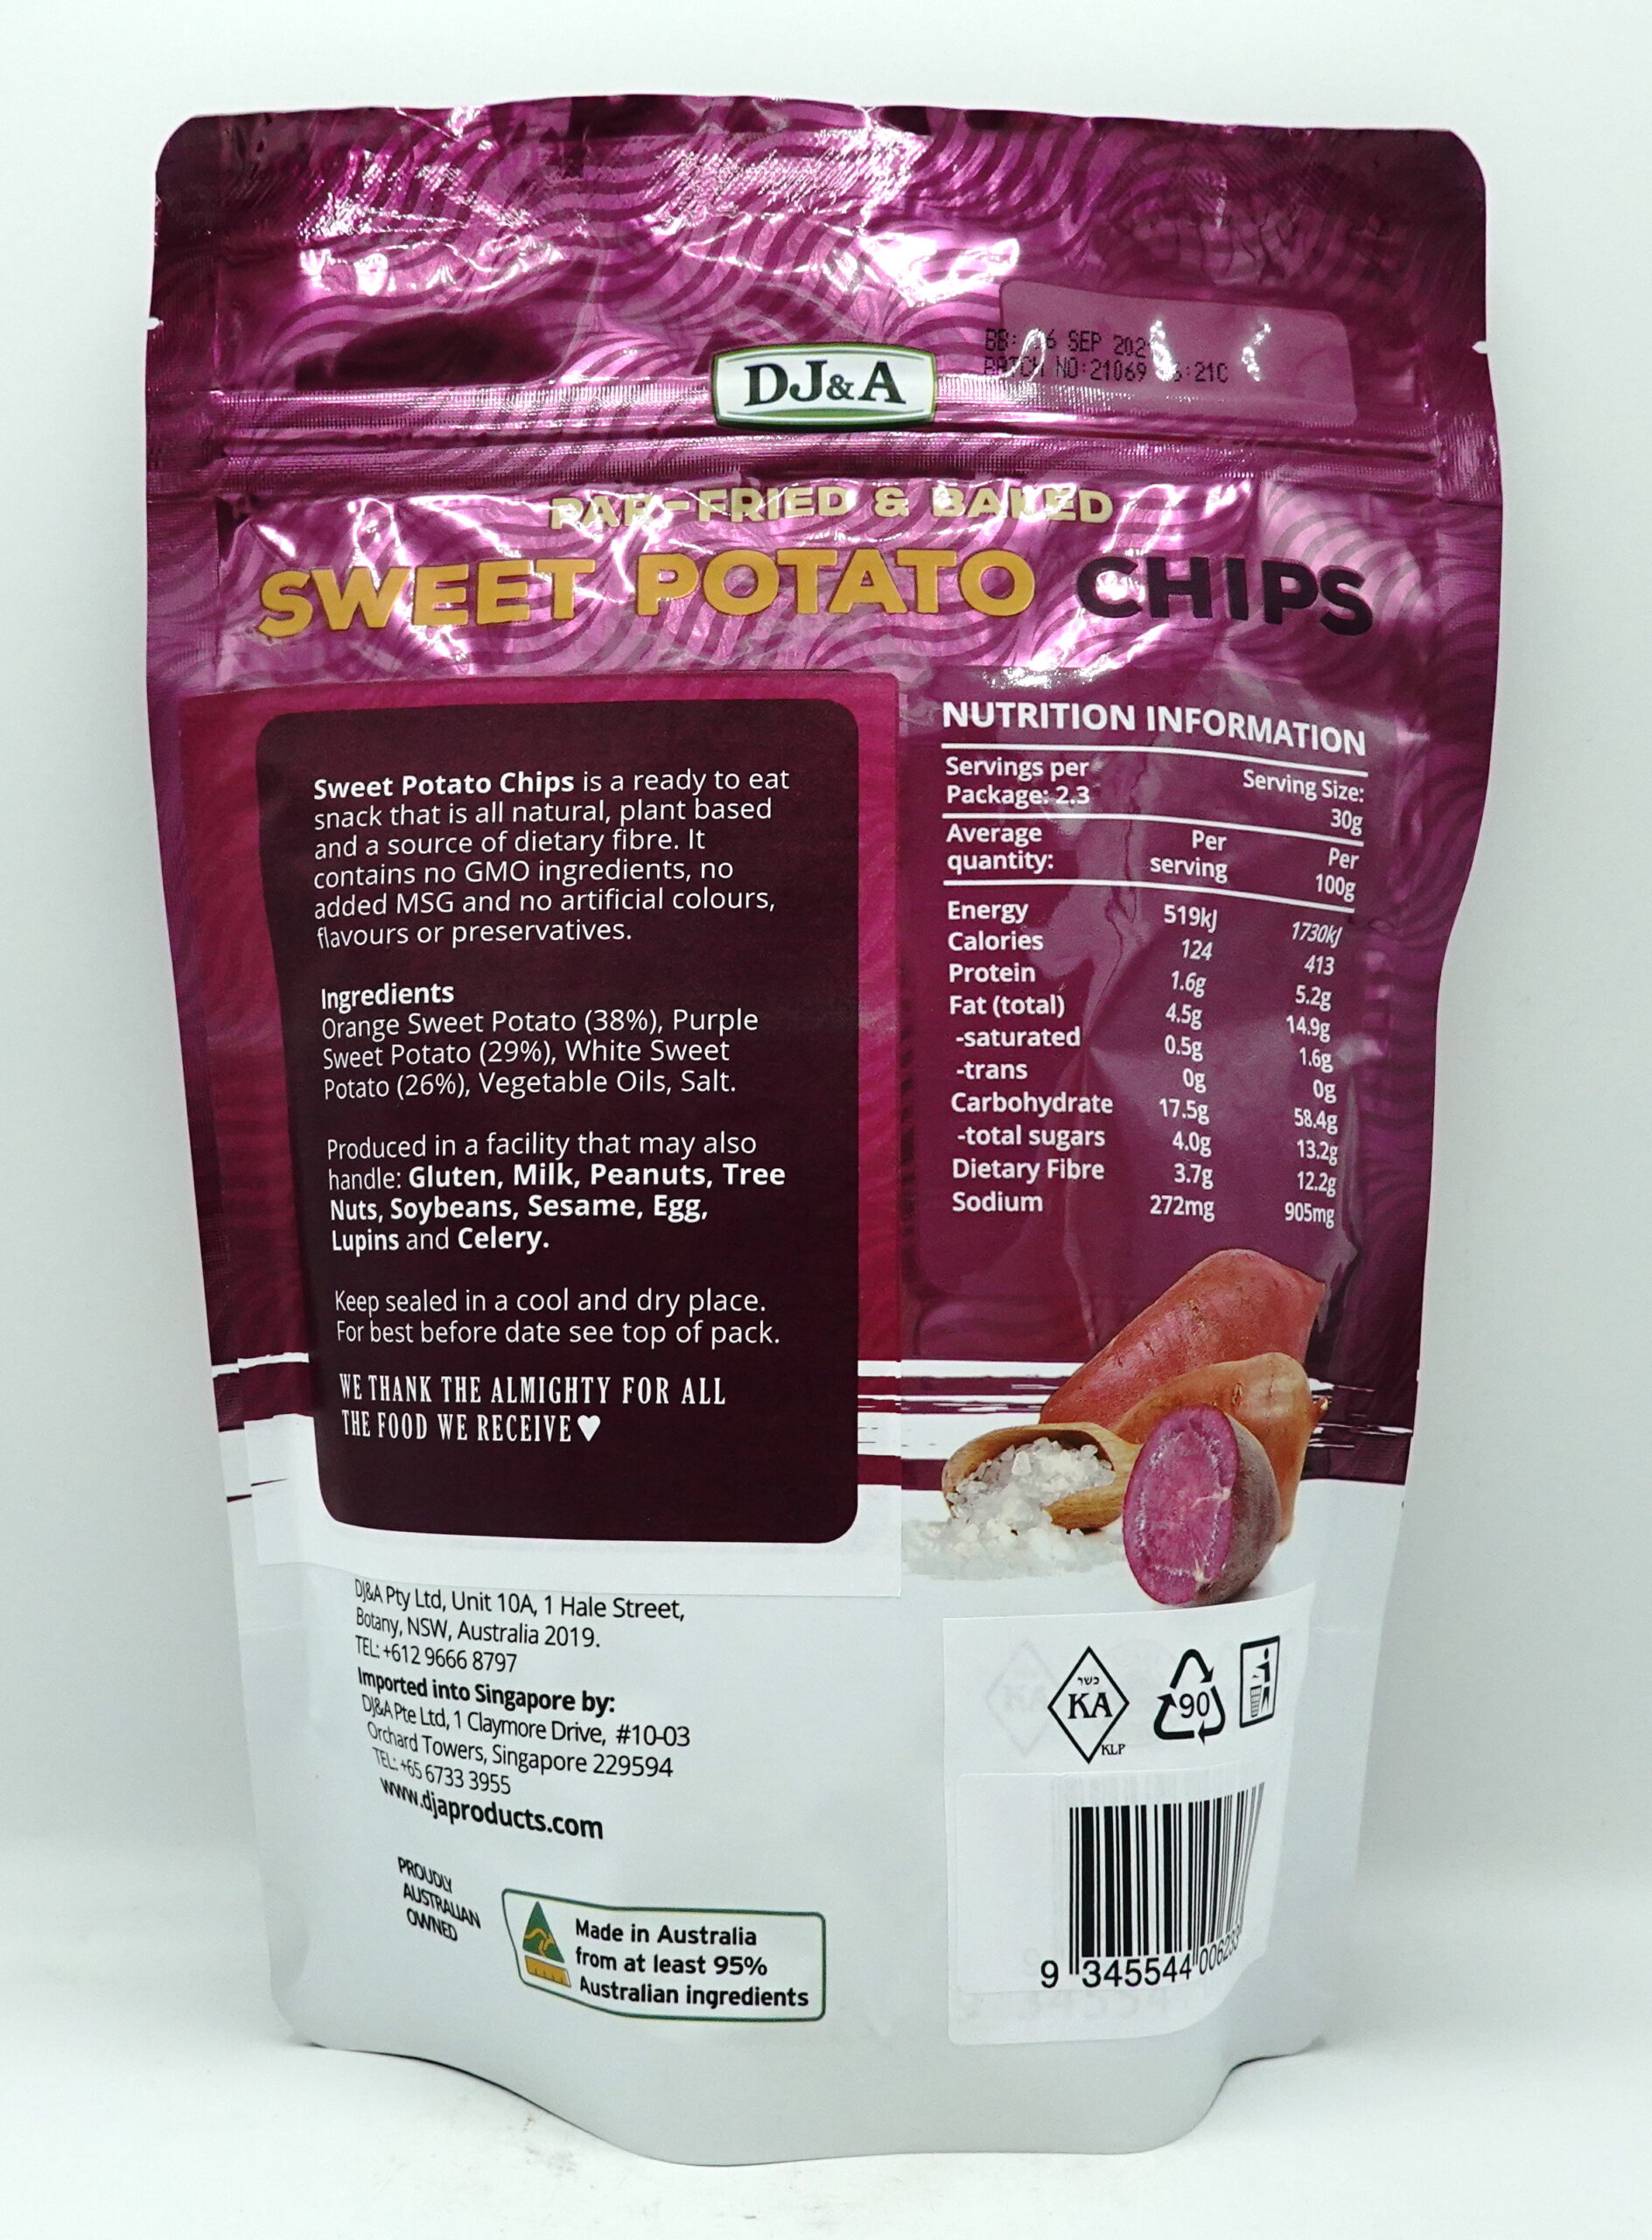 DJ&A
SEP
BATCH NO:21069
PAR-FRIED & BAKED
SWEET POTATO CHIPS
Sweet Potato Chips is a ready to eat
snack that is all natural, plant based
and a source of dietary fibre. It
contains no GMO ingredients, no
added MSG and no artificial colours,
flavours or preservatives.
Ingredients
Orange Sweet Potato (38%), Purple
Sweet Potato (29%), White Sweet
Potato (26%), Vegetable Oils, Salt.
Produced in a facility that may also
handle: Gluten, Milk, Peanuts, Tree
Nuts, Soybeans, Sesame, Egg,
Lupins and Celery.
Keep sealed in a cool and dry place.
For best before date see top of pack.
WE THANK THE ALMIGHTY FOR ALL
THE FOOD WE RECEIVE♥
NUTRITION INFORMATION
Servings per Serving Size:
Package: 2.3 30g
Average Per Per
quantity: serving 100g
Energy 519kJ 1730kJ
Calories 124 413
Protein 1.6g 5.2g
Fat (total) 4.5g 14.9g
-saturated 0.5g 1.6g
-trans 0g 0g
Carbohydrate 17.5g 58.4g
-total sugars 4.0g 13.2g
Dietary Fibre 3.7g 12.2g
Sodium 272mg 905mg
DJ&A Pty Ltd, Unit 10A, 1 Hale Street,
Botany, NSW, Australia 2019.
TEL: +612 9666 8797
Imported into Singapore by:
DJ&A Pte Ltd, 1 Claymore Drive, #10-03
Orchard Towers, Singapore 229594
TEL: +65 6733 3955
www.djaproducts.com
PROUDLY
AUSTRALIAN
OWNED
Made in Australia
from at least 95%
Australian ingredients
כשר
KA
KLP
90
9 345544